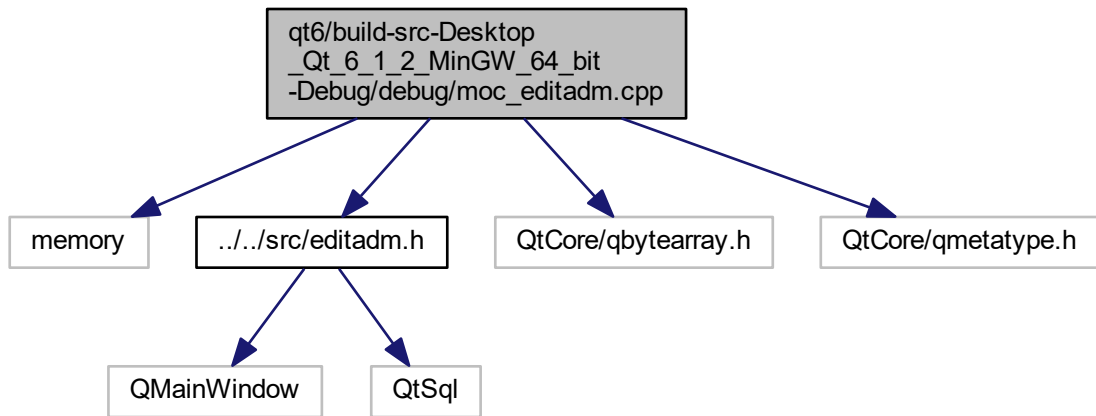 qt6/build-src-Desktop
_Qt_6_1_2_MinGW_64_bit
-Debug/debug/moc_editadm.cpp
memory
../../src/editadm.h
QtCore/qbytearray.h
QtCore/qmetatype.h
QMainWindow
QtSql